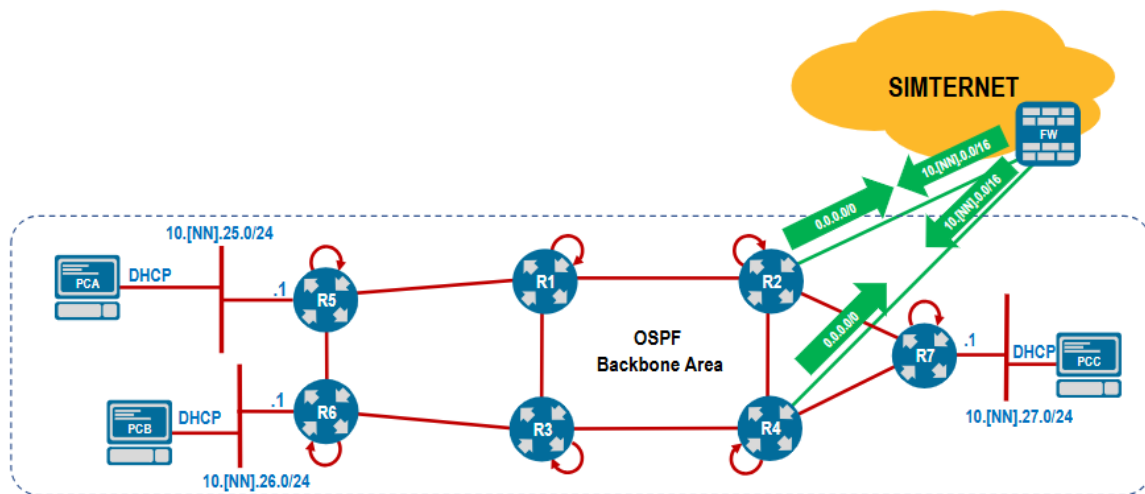 SIMTERNET
FW
10.[NN].0.0/16
0.0.0.0/0
10.[NN].0.0/16
10.[NN].25.0/24
DHCP
PCA
.1
R5
R1
R2
0.0.0.0/0
OSPF
Backbone Area
R7
.1
DHCP
PCC
10.[NN].27.0/24
DHCP
PCB
.1
R6
R3
R4
10.[NN].26.0/24